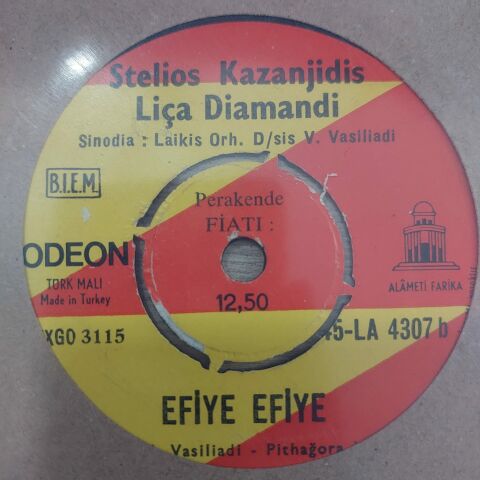 Stelios Kazanjidis
Liça Diamandi
Sinodia : Laikis Orh. D/sis V. Vasiliadi
B.I.E.M.
Perakende
FİATI :
12,50
ODEON
TÜRK MALI
Made in Turkey
ALÂMETİ FARİKA
XGO 3115
45-LA 4307 b
EFİYE EFİYE
Vasiliadi - Pithağora